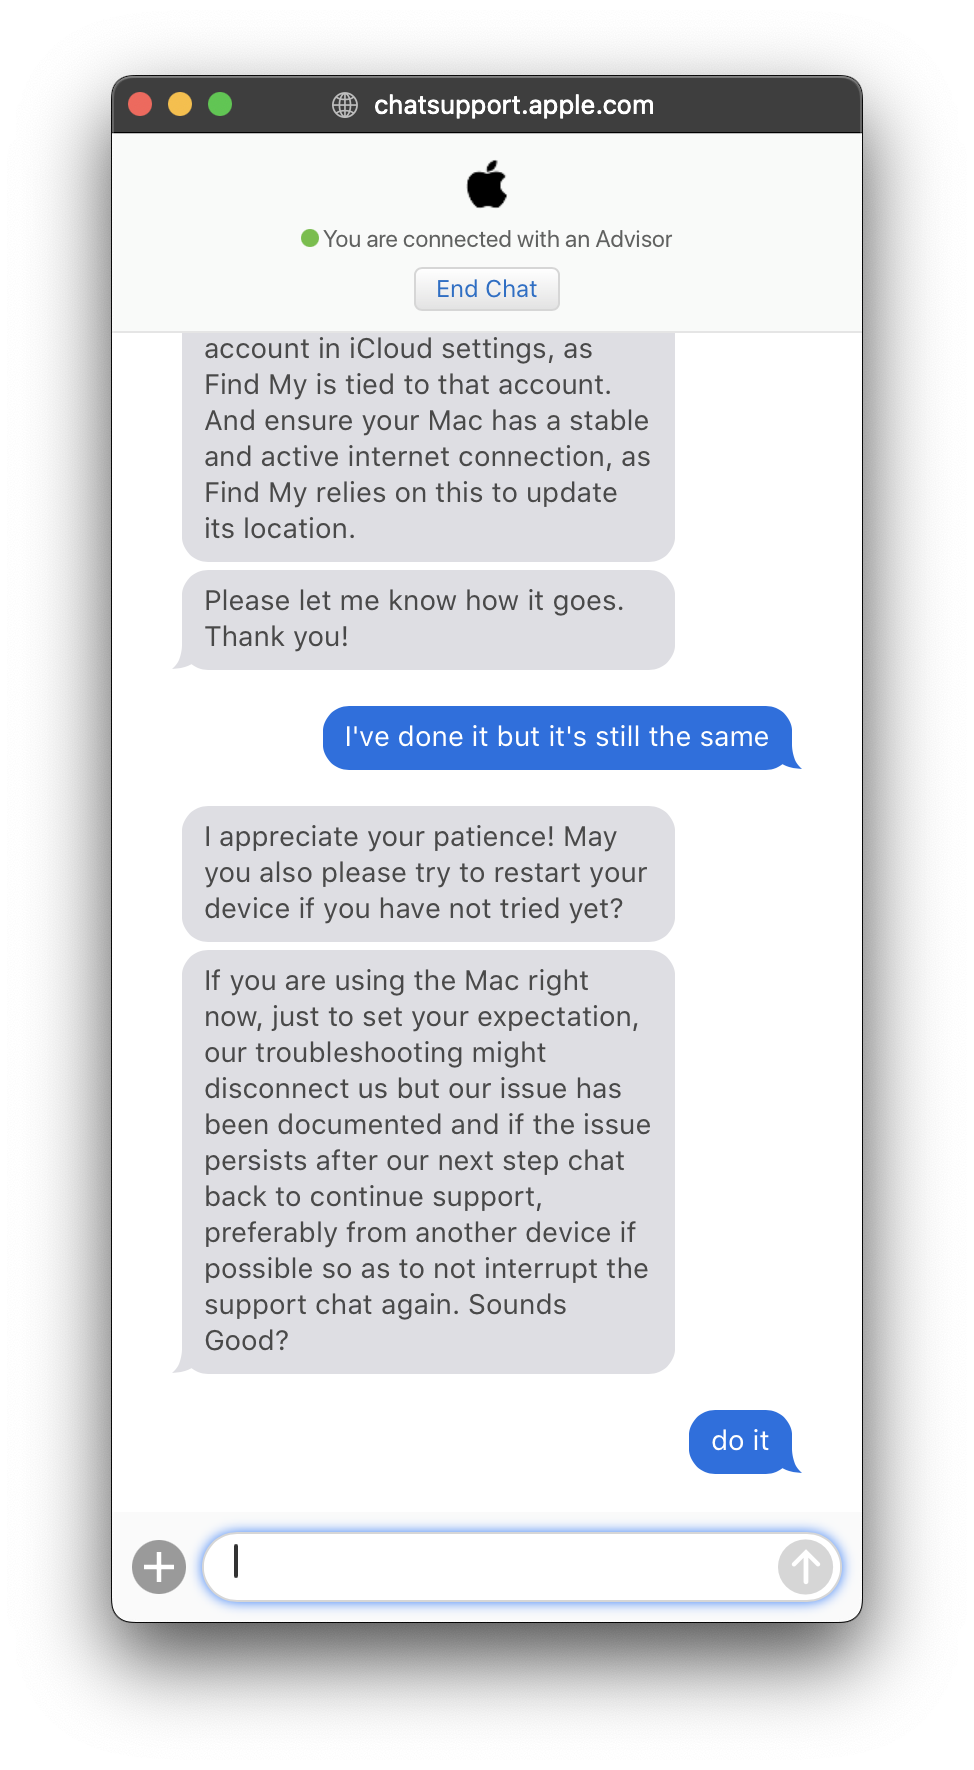 chatsupport.apple.com
You are connected with an Advisor
End Chat
account in iCloud settings, as
Find My is tied to that account.
And ensure your Mac has a stable
and active internet connection, as
Find My relies on this to update
its location.
Please let me know how it goes.
Thank you!
I've done it but it's still the same
I appreciate your patience! May
you also please try to restart your
device if you have not tried yet?
If you are using the Mac right
now, just to set your expectation,
our troubleshooting might
disconnect us but our issue has
been documented and if the issue
persists after our next step chat
back to continue support,
preferably from another device if
possible so as to not interrupt the
support chat again. Sounds
Good?
do it